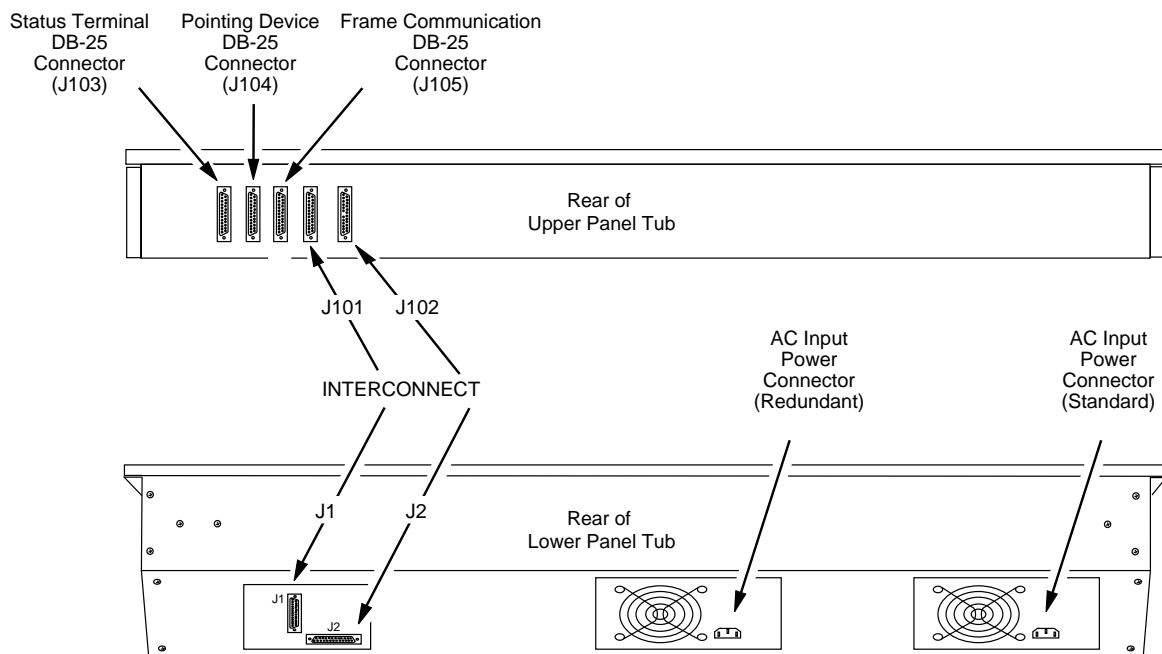 Status Terminal
DB-25
Connector
(J103)
Pointing Device
DB-25
Connector
(J104)
Frame Communication
DB-25
Connector
(J105)
Rear of
Upper Panel Tub
J101
J102
INTERCONNECT
AC Input
Power
Connector
(Redundant)
AC Input
Power
Connector
(Standard)
J1
J2
Rear of
Lower Panel Tub
J1
J2